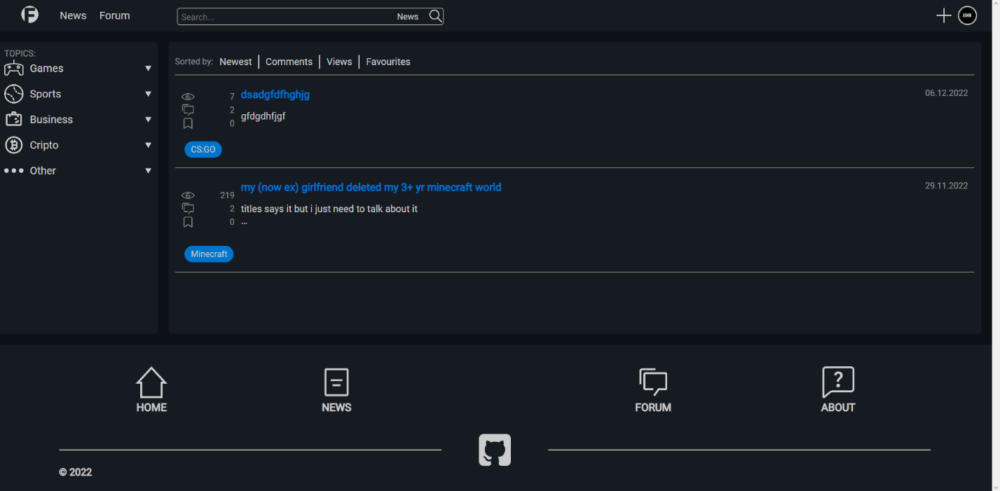 F News Forum Search... News ADMIN
TOPICS:
Games ▼
Sports ▼
Business ▼
Cripto ▼
Other ▼
Sorted by: Newest | Comments | Views | Favourites
7 dsadgfdfhghjg 06.12.2022
2 gfdgdhfjgf
0
CS:GO
my (now ex) girlfriend deleted my 3+ yr minecraft world 29.11.2022
219
2 titles says it but i just need to talk about it
0 ...
Minecraft
HOME NEWS FORUM ABOUT
© 2022